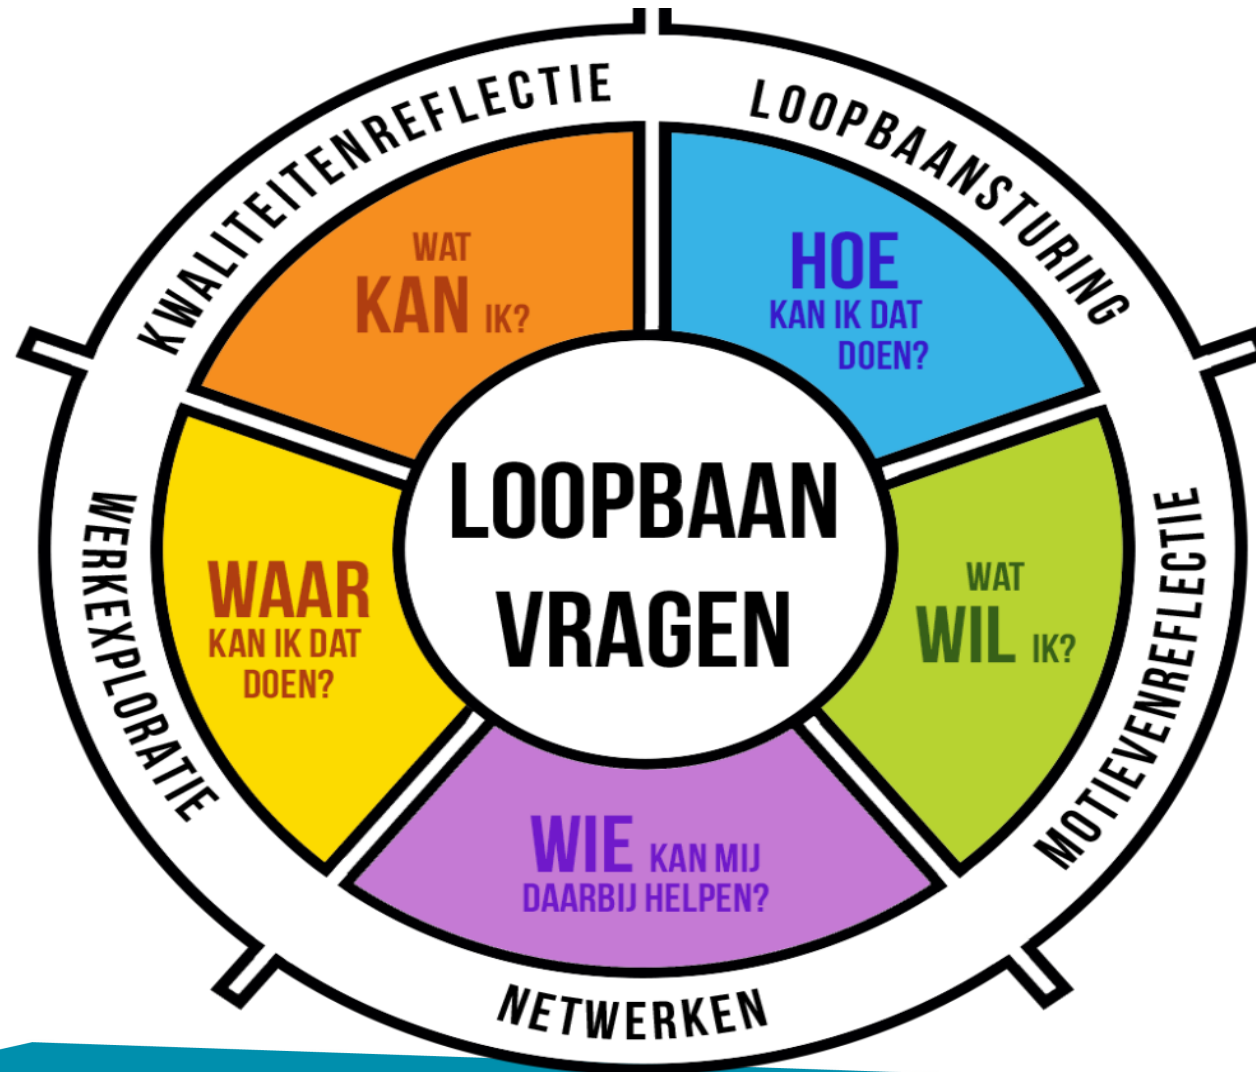 KWALITEITENREFLECTIE
LOOPBAANSTURING
WAT
KAN IK?
HOE
KAN IK DAT
DOEN?
LOOPBAAN
VRAGEN
WERKEXPLORATIE
WAAR
KAN IK DAT
DOEN?
WAT
WIL IK?
MOTIEVENREFLECTIE
WIE KAN MIJ
DAARBIJ HELPEN?
NETWERKEN